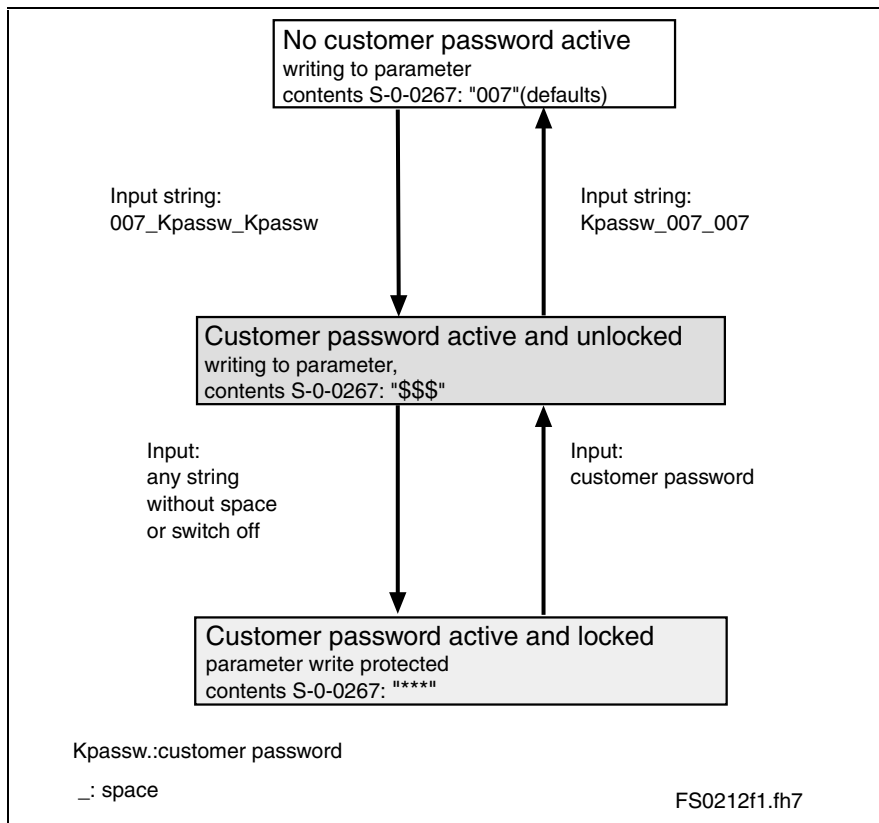 No customer password active
writing to parameter
contents S-0-0267: "007"(defaults)
Input string:
007_Kpassw_Kpassw
Input string:
Kpassw_007_007
Customer password active and unlocked
writing to parameter,
contents S-0-0267: "$$$"
Input:
any string
without space
or switch off
Input:
customer password
Customer password active and locked
parameter write protected
contents S-0-0267: "***"
Kpassw.:customer password
_: space
FS0212f1.fh7